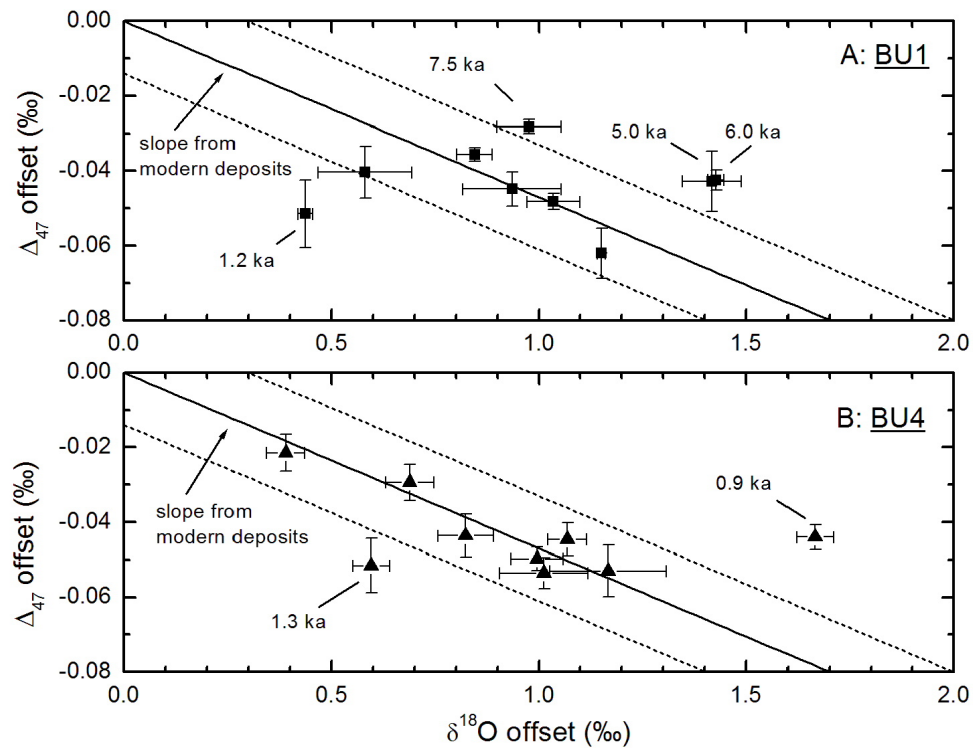 0.00
-0.02
-0.04
-0.06
-0.08
Δ47 offset (‰)
A: BU1
7.5 ka
5.0 ka
6.0 ka
slope from
modern deposits
1.2 ka
0.0
0.5
1.0
1.5
2.0
0.00
-0.02
-0.04
-0.06
-0.08
Δ47 offset (‰)
B: BU4
0.9 ka
slope from
modern deposits
1.3 ka
0.0
0.5
1.0
1.5
2.0
δ18O offset (‰)